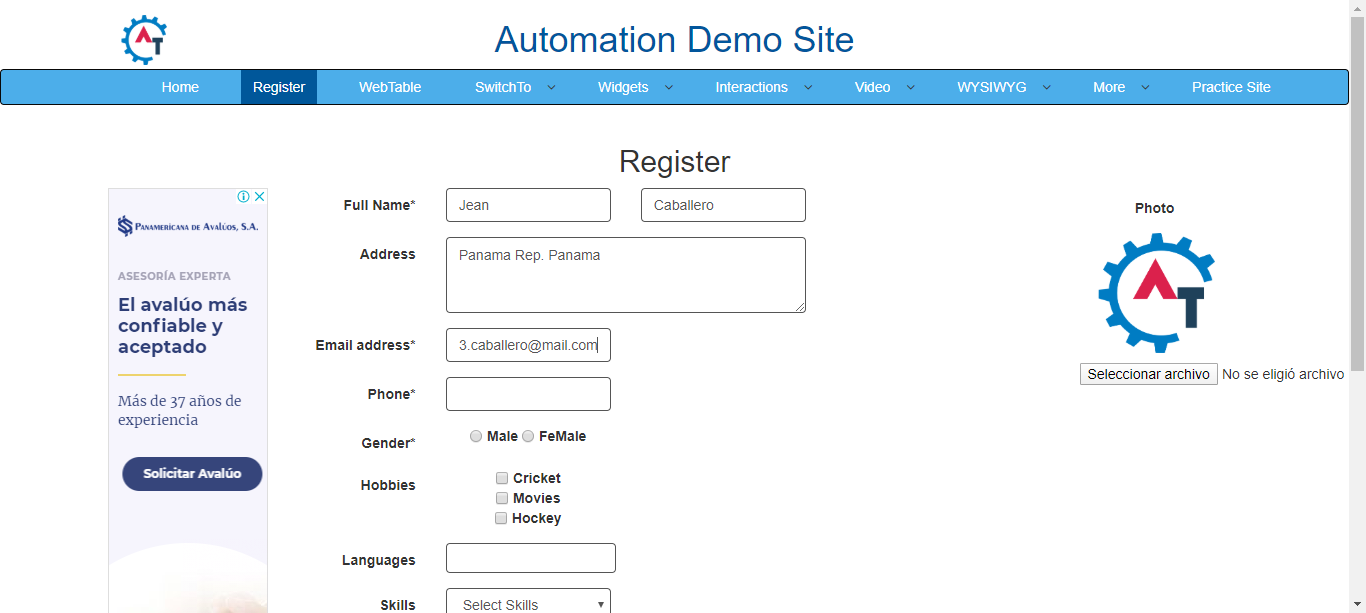 AT
Automation Demo Site
Home Register WebTable SwitchTo Widgets Interactions Video WYSIWYG More Practice Site
Register
PANAMERICANA DE AVALÚOS, S.A.
ASESORÍA EXPERTA
El avalúo más
confiable y
aceptado
Más de 37 años de
experiencia
Solicitar Avalúo
Full Name* Jean Caballero
Address Panama Rep. Panama
Email address* 3.caballero@mail.com
Phone*
Gender* Male FeMale
Hobbies Cricket
Movies
Hockey
Languages
Skills Select Skills
Photo
AT
Seleccionar archivo No se eligió archivo